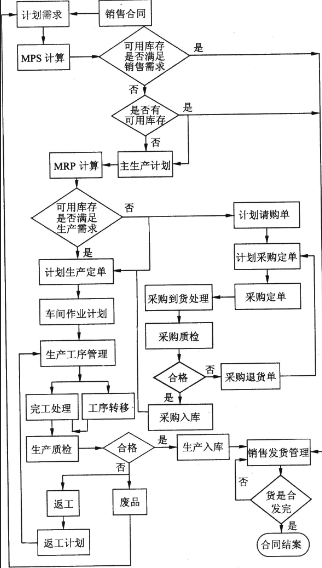 计划需求
销售合同
MPS 计算
可用库存
是否满足
销售需求
是
否
是否有
可用库存
是
否
MRP 计算
主生产计划
可用库存
是否满足
生产需求
否
是
计划请购单
计划生产定单
计划采购定单
车间作业计划
采购到货处理
采购定单
生产工序管理
采购质检
合格
否
采购退货单
是
完工处理
工序转移
采购入库
生产质检
合格
是
生产入库
销售发货管理
否
返工
废品
否
货是合
发完
是
返工计划
合同结案